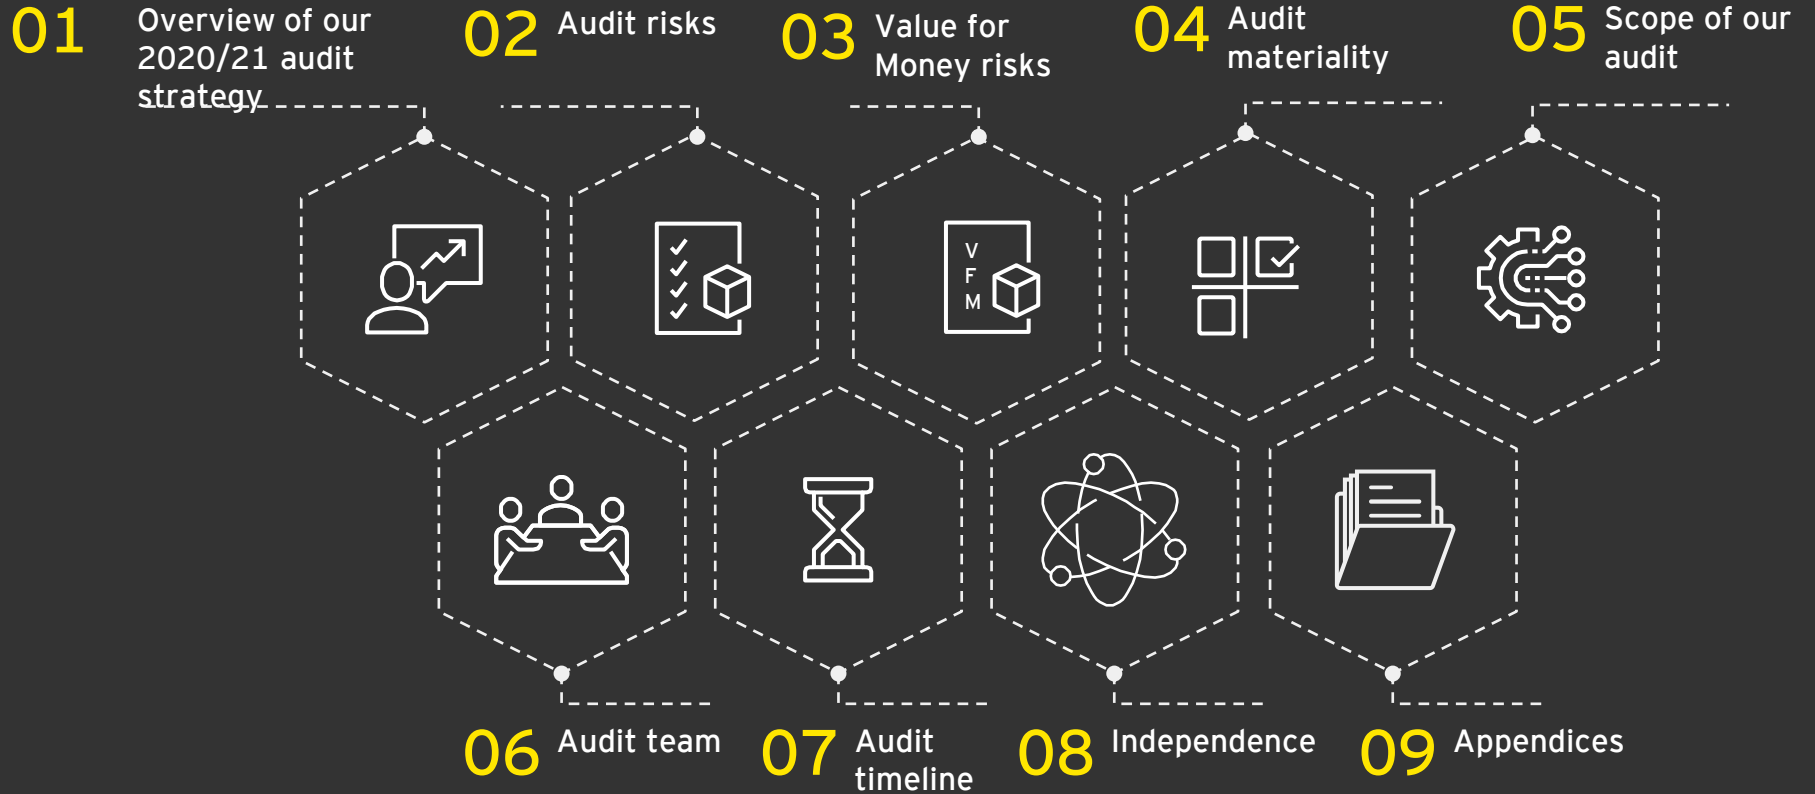 01
Overview of our
2020/21 audit
strategy
02
Audit risks
03
Value for
Money risks
04
Audit
materiality
05
Scope of our
audit
V
F
M
06
Audit team
07
Audit
timeline
08
Independence
09
Appendices